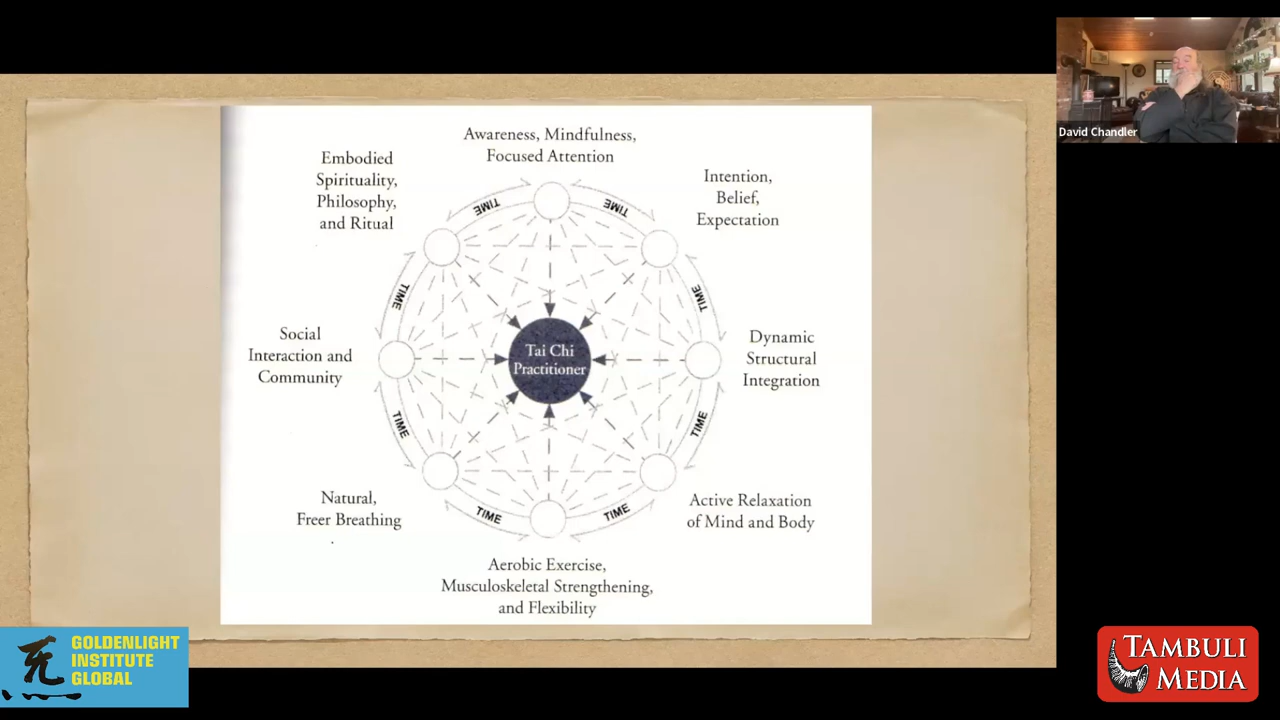 Awareness, Mindfulness,
Focused Attention
Embodied
Spirituality,
Philosophy,
and Ritual
Intention,
Belief,
Expectation
TIME
TIME
TIME
TIME
Social
Interaction and
Community
Tai Chi
Practitioner
Dynamic
Structural
Integration
TIME
TIME
Natural,
Freer Breathing
Active Relaxation
of Mind and Body
TIME
TIME
Aerobic Exercise,
Musculoskeletal Strengthening,
and Flexibility
David Chandler
GOLDENLIGHT
INSTITUTE
GLOBAL
TAMBULI
MEDIA